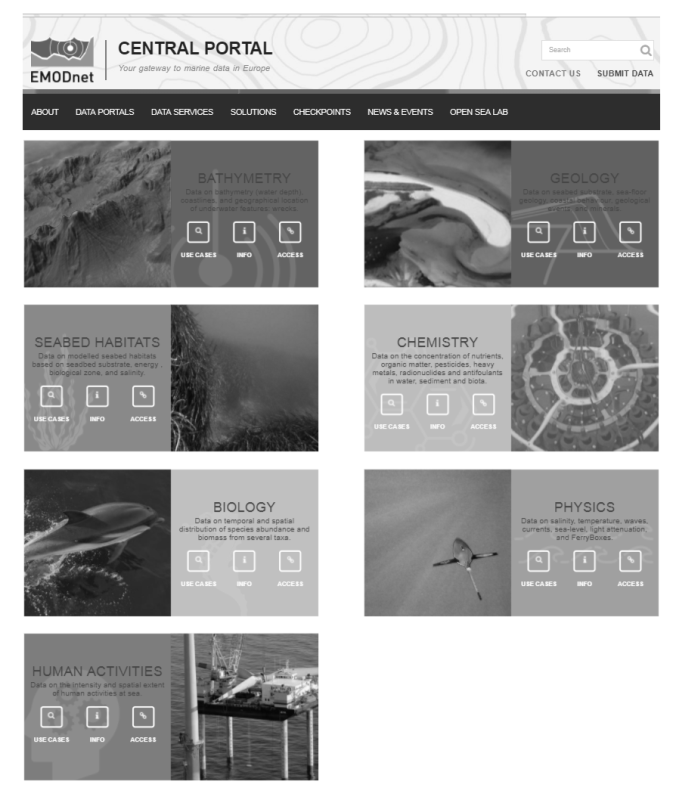 CENTRAL PORTAL
Your gateway to marine data in Europe
EMODnet
Search
CONTACT US SUBMIT DATA
ABOUT DATA PORTALS DATA SERVICES SOLUTIONS CHECKPOINTS NEWS & EVENTS OPEN SEA LAB
BATHYMETRY
Data on bathymetry (water depth),
coastlines, and geographical location
of underwater features: wrecks.
USE CASES INFO ACCESS
GEOLOGY
Data on seabed substrate, sea-floor
geology, coastal behaviour, geological
events, and minerals.
USE CASES INFO ACCESS
SEABED HABITATS
Data on modelled seabed habitats
based on seadbed substrate, energy ,
biological zone, and salinity.
USE CASES INFO ACCESS
CHEMISTRY
Data on the concentration of nutrients,
organic matter, pesticides, heavy
metals, radionuclides and antifoulants
in water, sediment and biota.
USE CASES INFO ACCESS
BIOLOGY
Data on temporal and spatial
distribution of species abundance and
biomass from several taxa.
USE CASES INFO ACCESS
PHYSICS
Data on salinity, temperature, waves,
currents, sea-level, light attenuation,
and FerryBoxes.
USE CASES INFO ACCESS
HUMAN ACTIVITIES
Data on the intensity and spatial extent
of human activities at sea.
USE CASES INFO ACCESS